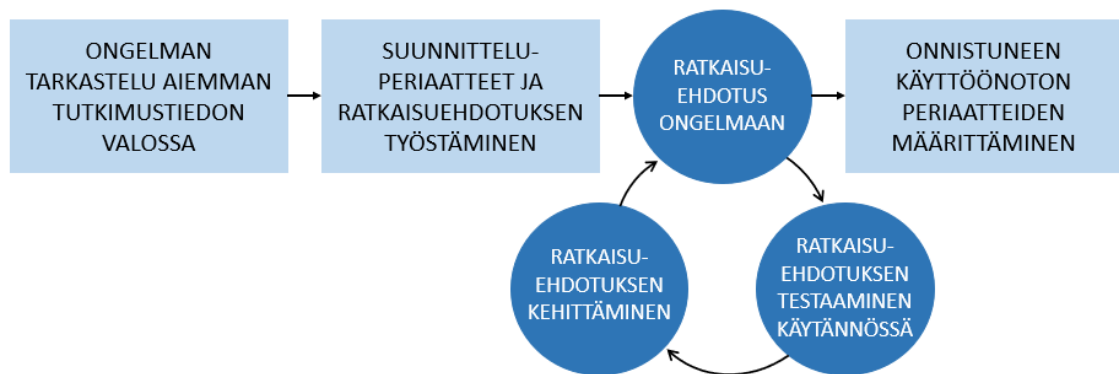 ONGELMAN
TARKASTELU AIEMMAN
TUTKIMUSTIEDON
VALOSSA
SUUNNITTELU-
PERIAATTEET JA
RATKAISUEHDOTUKSEN
TYÖSTÄMINEN
RATKAISU-
EHDOTUS
ONGELMAAN
ONNISTUNEEN
KÄYTTÖÖNOTON
PERIAATTEIDEN
MÄÄRITTÄMINEN
RATKAISU-
EHDOTUKSEN
KEHITTÄMINEN
RATKAISU-
EHDOTUKSEN
TESTAAMINEN
KÄYTÄNNÖSSÄ